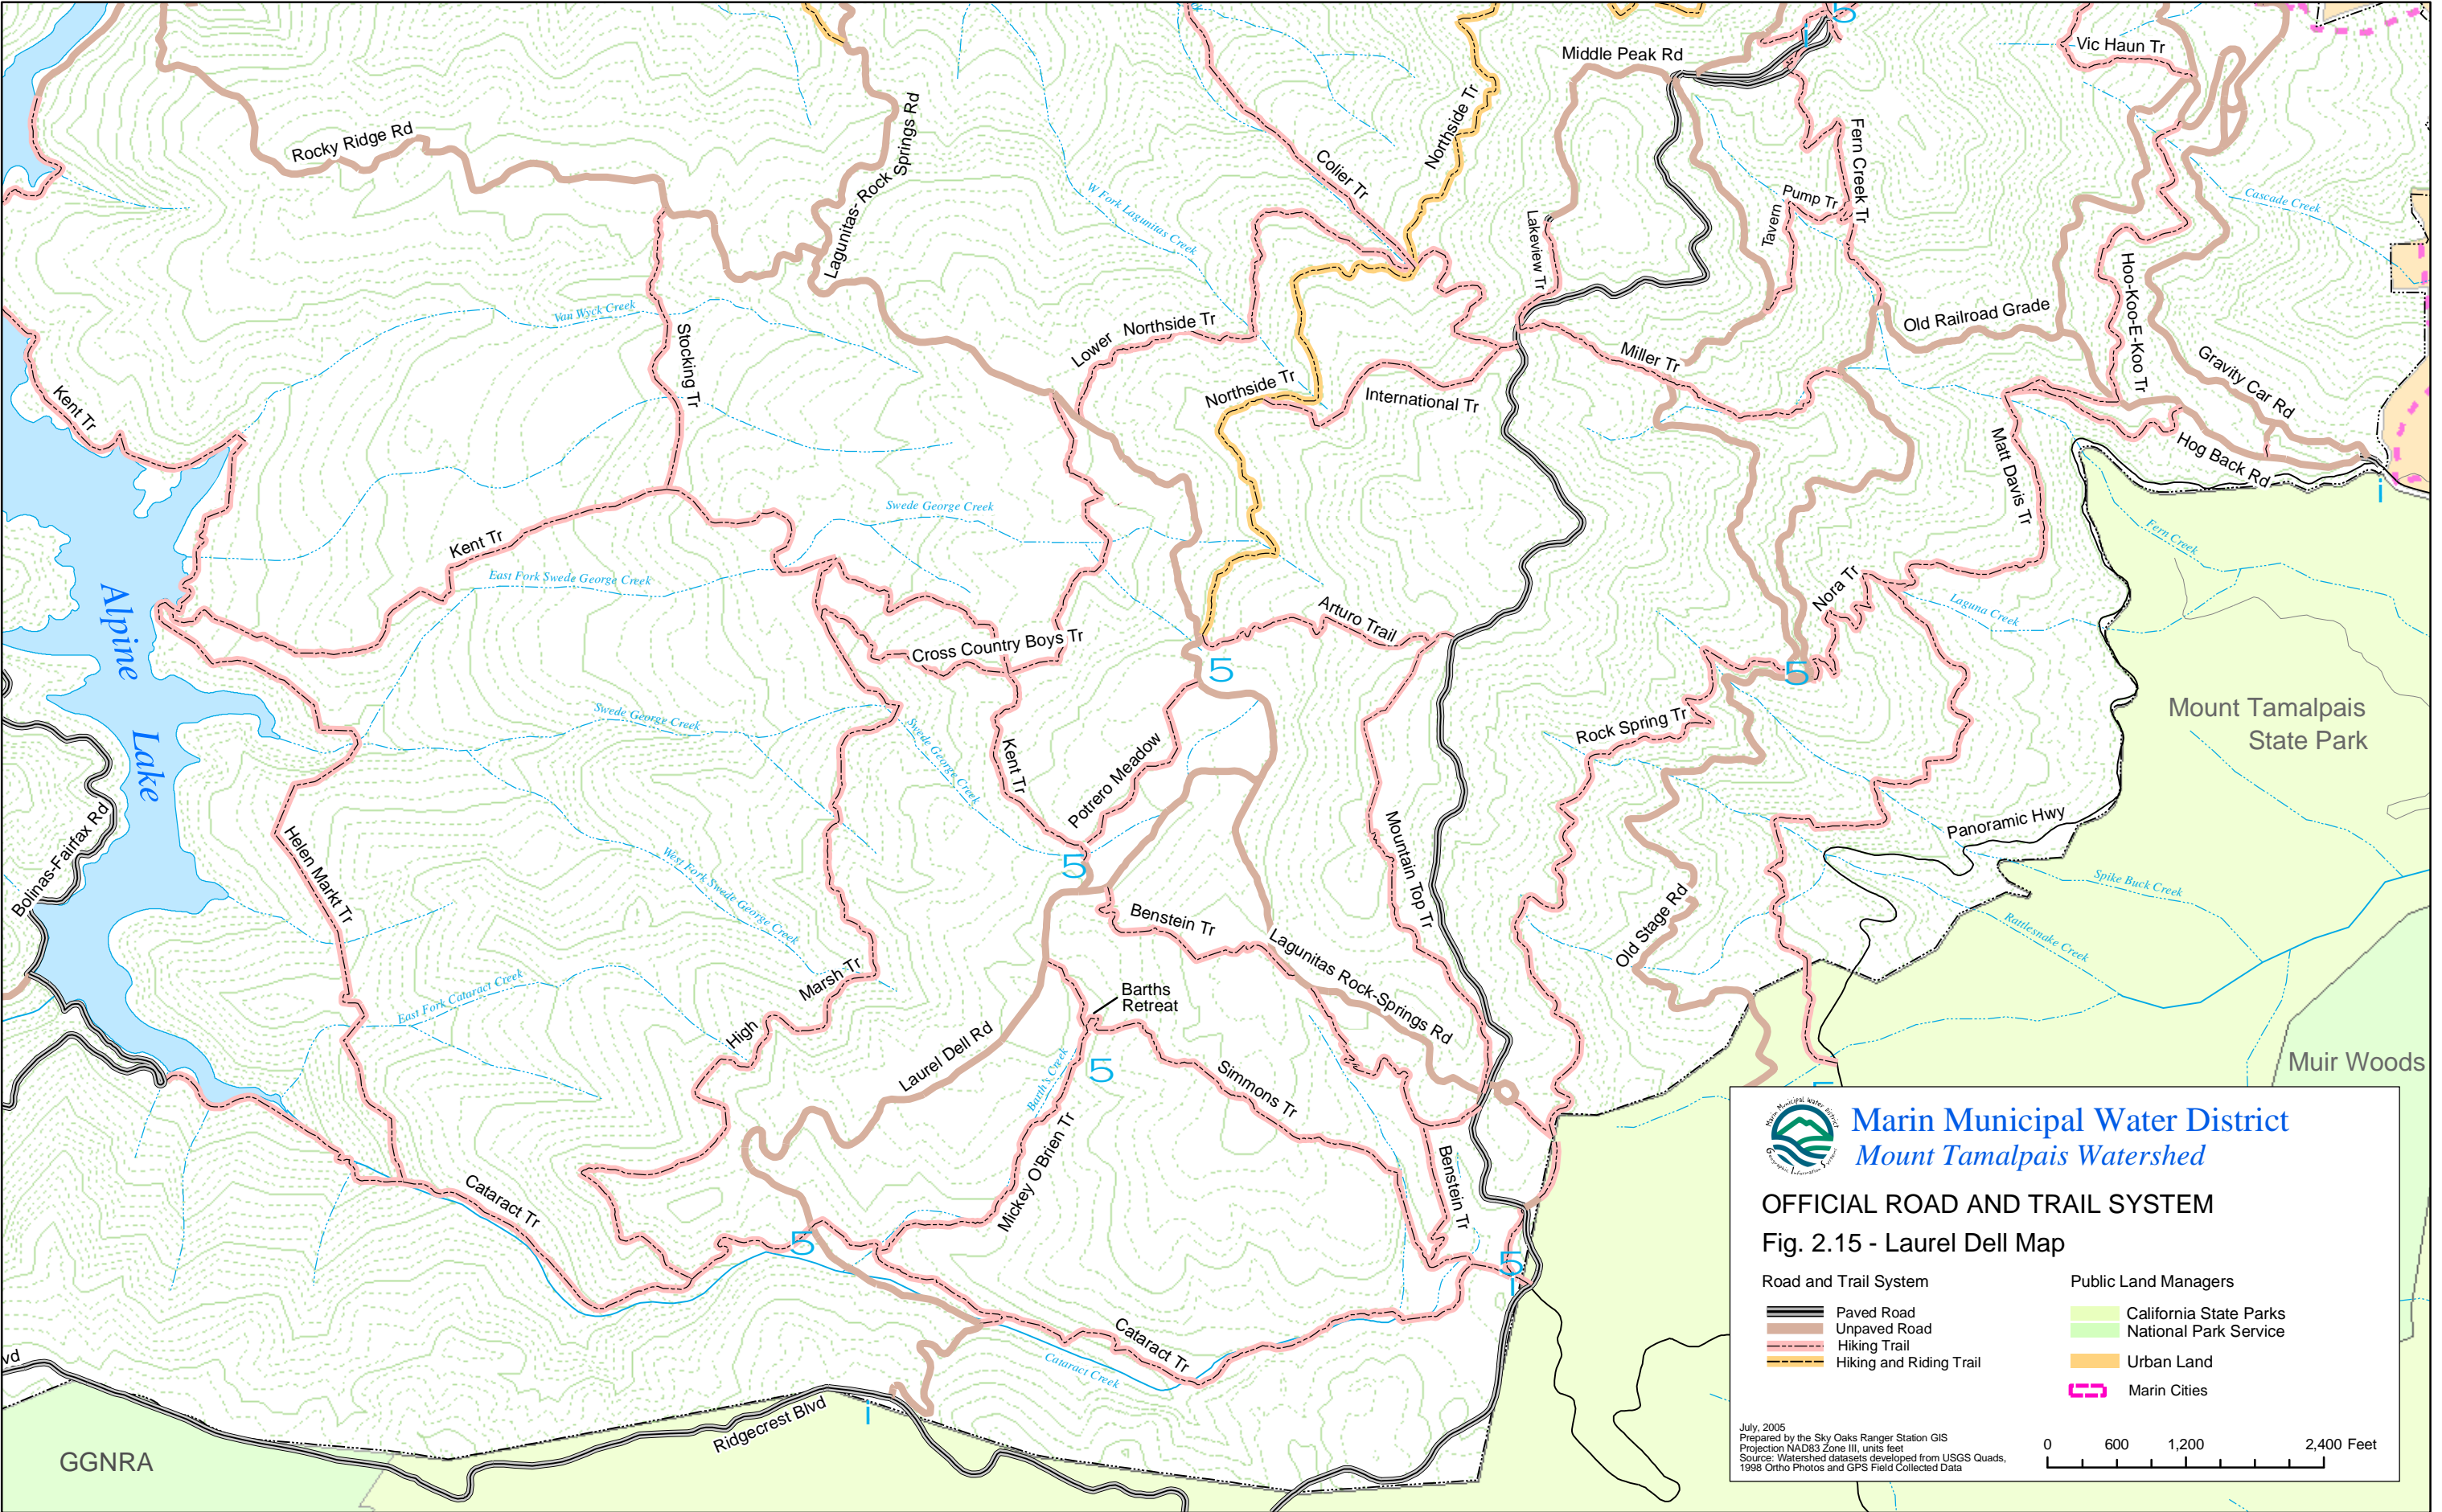 Middle Peak Rd
Vic Haun Tr
Rocky Ridge Rd
Lagunitas-Rock Springs Rd
Colier Tr
Northside Tr
Fern Creek Tr
W Fork Lagunitas Creek
Pump Tr
Tavern
Cascade Creek
Lakeview Tr
Hoo-Koo-E-Koo Tr
Van Wyck Creek
Stocking Tr
Lower
Northside Tr
Old Railroad Grade
Miller Tr
Gravity Car Rd
Kent Tr
Northside Tr
International Tr
Matt Davis Tr
Hog Back Rd
Swede George Creek
Kent Tr
Fern Creek
East Fork Swede George Creek
Alpine
Lake
Nora Tr
Laguna Creek
Arturo Trail
Cross Country Boys Tr
5
5
Swede George Creek
Swede George Creek
Kent Tr
Potrero Meadow
Rock Spring Tr
Mount Tamalpais
State Park
Bolinas-Fairfax Rd
Helen Markt Tr
Mountain Top Tr
Panoramic Hwy
West Fork Swede George Creek
5
Spike Buck Creek
Benstein Tr
Old Stage Rd
Rattlesnake Creek
Lagunitas Rock-Springs Rd
Marsh Tr
High
East Fork Cataract Creek
Barths
Retreat
Laurel Dell Rd
Barth's Creek
5
Simmons Tr
Muir Woods
Mickey O'Brien Tr
Benstein Tr
Cataract Tr
5
5
5
Cataract Tr
Cataract Creek
vd
Ridgecrest Blvd
GGNRA
Marin Municipal Water District
Geographic Information System
Marin Municipal Water District
Mount Tamalpais Watershed
OFFICIAL ROAD AND TRAIL SYSTEM
Fig. 2.15 - Laurel Dell Map
Road and Trail System
Paved Road
Unpaved Road
Hiking Trail
Hiking and Riding Trail
Public Land Managers
California State Parks
National Park Service
Urban Land
Marin Cities
July, 2005
Prepared by the Sky Oaks Ranger Station GIS
Projection NAD83 Zone III, units feet
Source: Watershed datasets developed from USGS Quads,
1998 Ortho Photos and GPS Field Collected Data
0 600 1,200 2,400 Feet